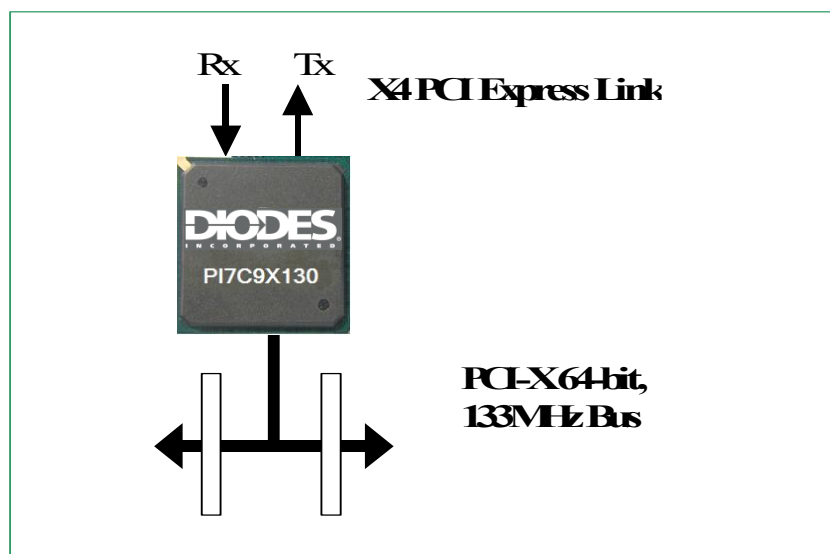 Rx Tx
X4 PCI Express Link
DIODES
INCORPORATED
PI7C9X130
PCI-X 64-bit,
133MHz Bus